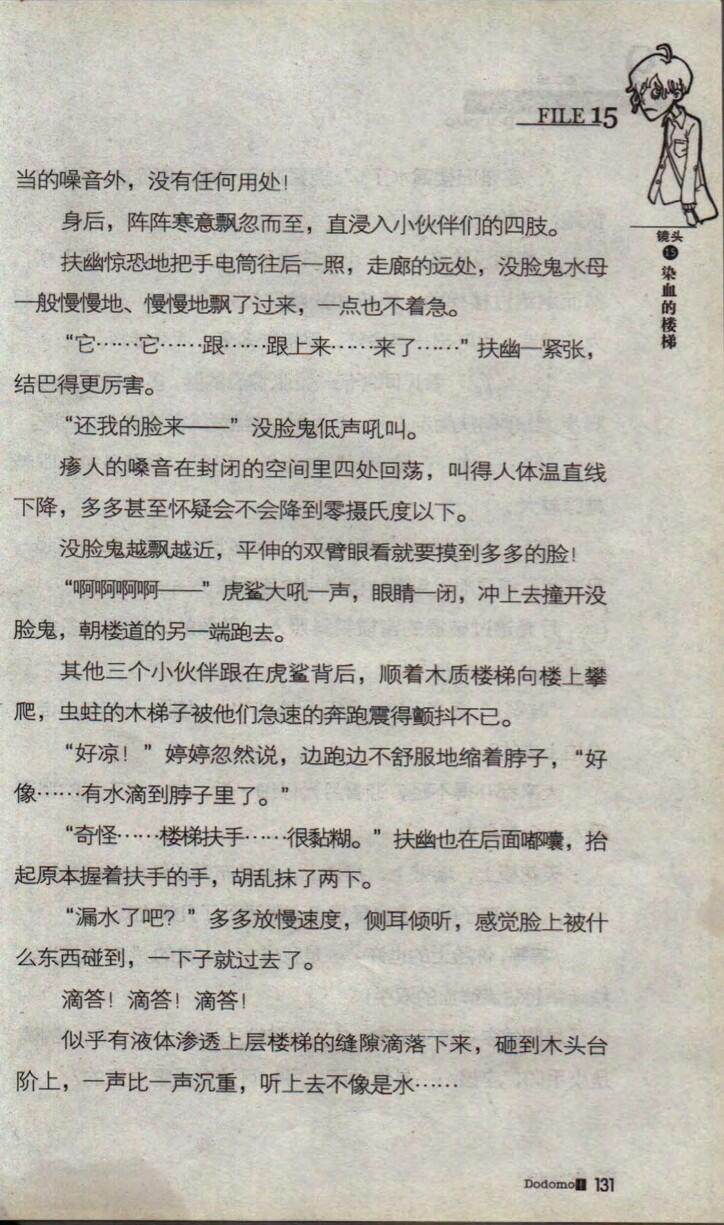 FILE 15
镜头
15
染血的楼梯
当的噪音外，没有任何用处！
身后，阵阵寒意飘忽而至，直浸入小伙伴们的四肢。
扶幽惊恐地把手电筒往后一照，走廊的远处，没脸鬼水母
一般慢慢地、慢慢地飘了过来，一点也不着急。
“它……它……跟……跟上来……来了……”扶幽一紧张，
结巴得更厉害。
“还我的脸来——”没脸鬼低声吼叫。
瘆人的嗓音在封闭的空间里四处回荡，叫得人体温直线
下降，多多甚至怀疑会不会降到零摄氏度以下。
没脸鬼越飘越近，平伸的双臂眼看就要摸到多多的脸！
“啊啊啊啊——”虎鲨大吼一声，眼睛一闭，冲上去撞开没
脸鬼，朝楼道的另一端跑去。
其他三个小伙伴跟在虎鲨背后，顺着木质楼梯向楼上攀
爬，虫蛀的木梯子被他们急速的奔跑震得颤抖不已。
“好凉！”婷婷忽然说，边跑边不舒服地缩着脖子，“好
像……有水滴到脖子里了。”
“奇怪……楼梯扶手……很黏糊。”扶幽也在后面嘟囔，抬
起原本握着扶手的手，胡乱抹了两下。
“漏水了吧？”多多放慢速度，侧耳倾听，感觉脸上被什
么东西碰到，一下子就过去了。
滴答！滴答！滴答！
似乎有液体渗透上层楼梯的缝隙滴落下来，砸到木头台
阶上，一声比一声沉重，听上去不像是水……
Dodomo 131